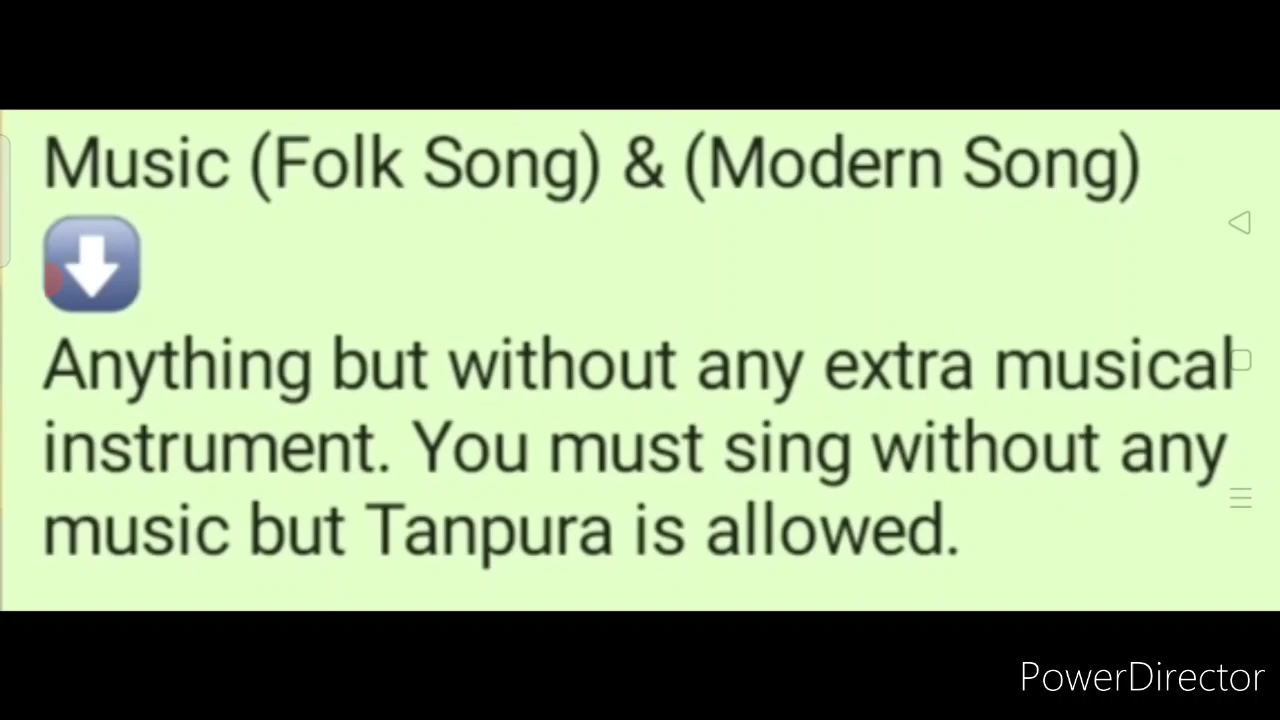 Music (Folk Song) & (Modern Song)
⬇️
Anything but without any extra musical
instrument. You must sing without any
music but Tanpura is allowed.
PowerDirector